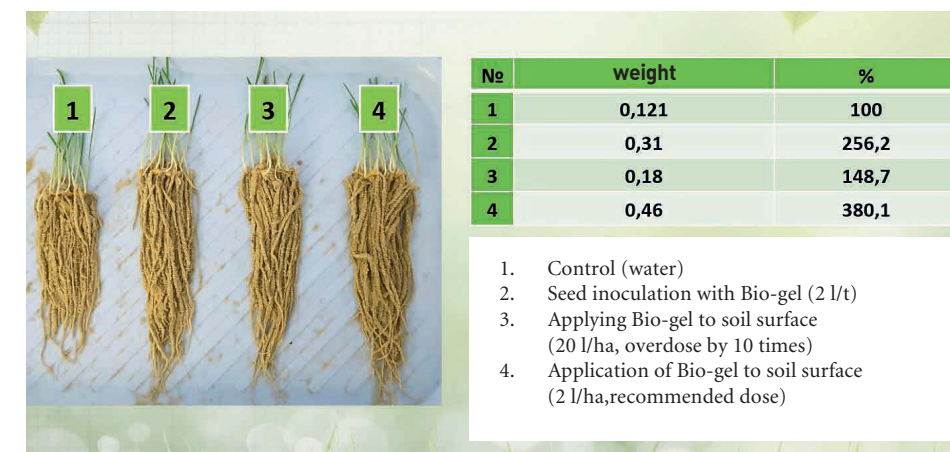 1 2 3 4
№ weight %
1 0,121 100
2 0,31 256,2
3 0,18 148,7
4 0,46 380,1
1. Control (water)
2. Seed inoculation with Bio-gel (2 l/t)
3. Applying Bio-gel to soil surface
(20 l/ha, overdose by 10 times)
4. Application of Bio-gel to soil surface
(2 l/ha,recommended dose)